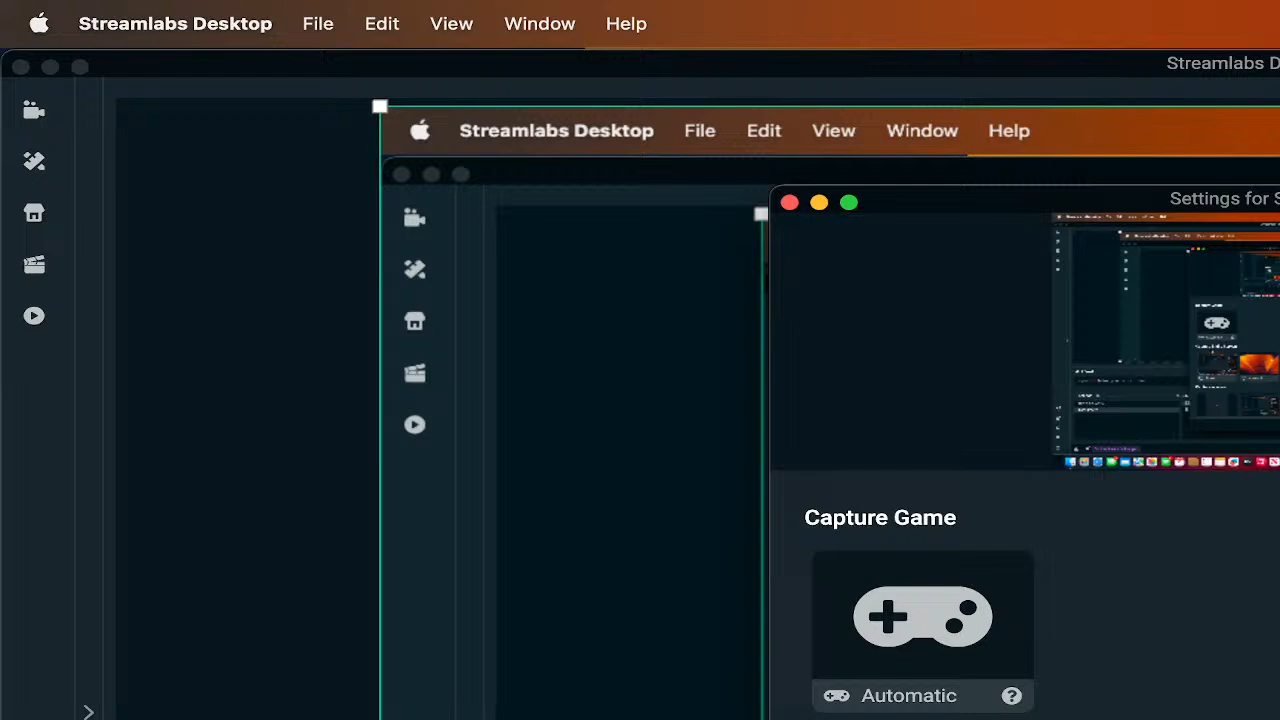 Streamlabs Desktop File Edit View Window Help
Streamlabs D
Streamlabs Desktop File Edit View Window Help
Settings for S
Capture Game
Automatic